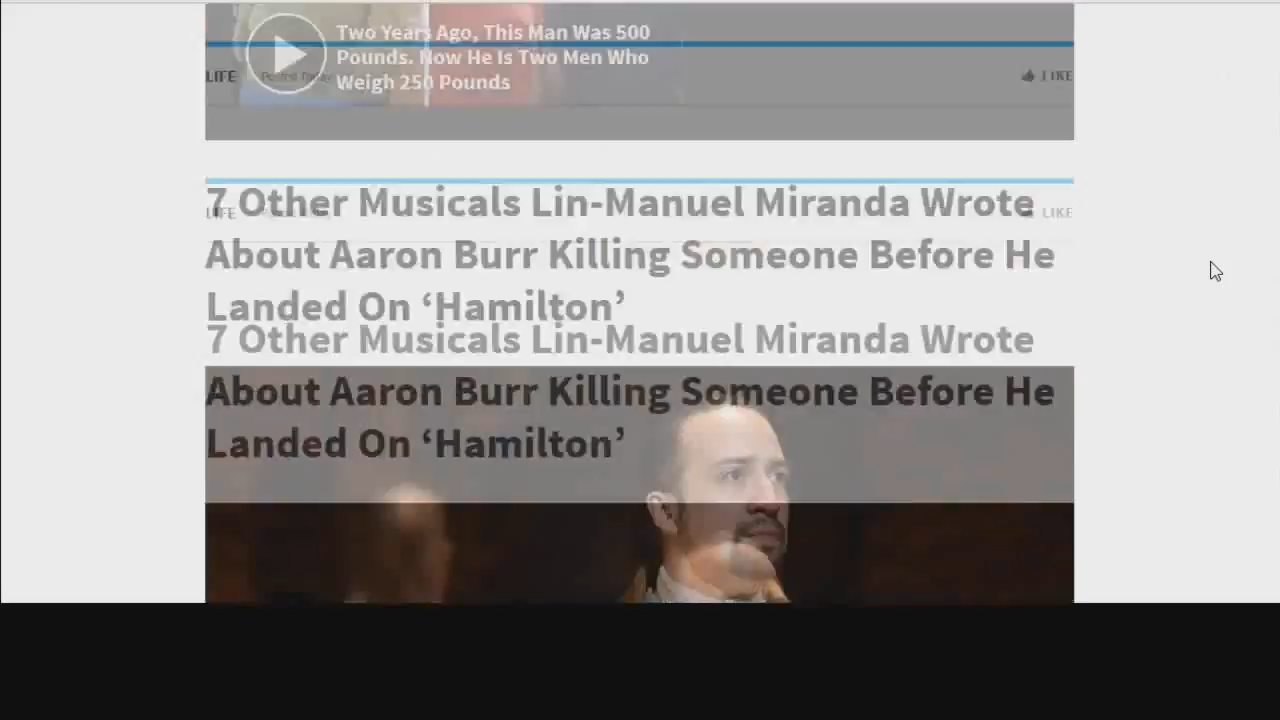 Two Years Ago, This Man Was 500
Pounds. Now He Is Two Men Who
Weigh 250 Pounds
LIFE Posted Today LIKE
7 Other Musicals Lin-Manuel Miranda Wrote
LIFE LIKE
About Aaron Burr Killing Someone Before He
Landed On ‘Hamilton’
7 Other Musicals Lin-Manuel Miranda Wrote
About Aaron Burr Killing Someone Before He
Landed On ‘Hamilton’